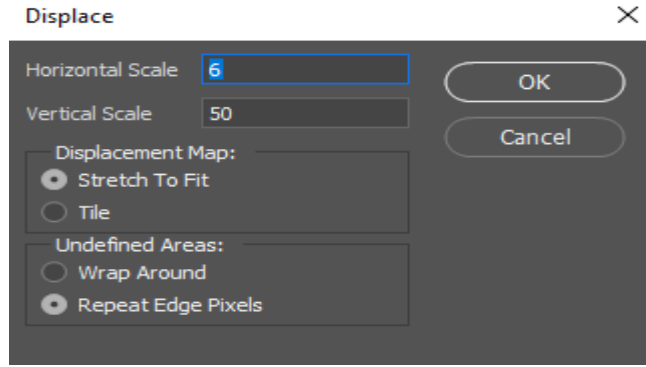 Displace
Horizontal Scale 6
OK
Vertical Scale 50
Cancel
Displacement Map:
Stretch To Fit
Tile
Undefined Areas:
Wrap Around
Repeat Edge Pixels